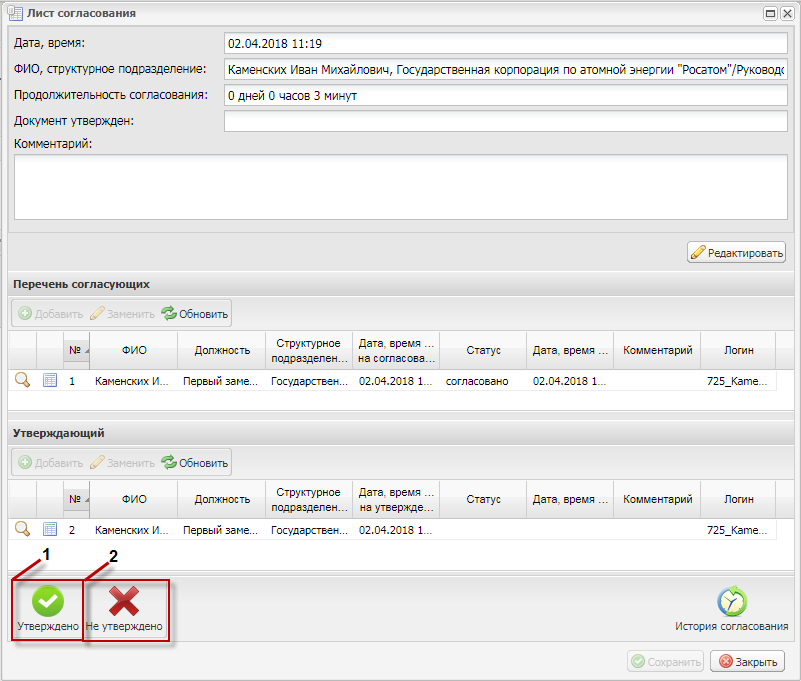 Лист согласования
Дата, время:
02.04.2018 11:19
ФИО, структурное подразделение:
Каменских Иван Михайлович, Государственная корпорация по атомной энергии "Росатом"/Руковод
Продолжительность согласования:
0 дней 0 часов 3 минут
Документ утвержден:
Комментарий:
Редактировать
Перечень согласующих
Добавить Заменить Обновить
№ ФИО Должность Структурное подразделен... Дата, время ... на согласова... Статус Дата, время ... Комментарий Логин
1 Каменских И... Первый заме... Государствен... 02.04.2018 1... согласовано 02.04.2018 1... 725_Kame...
Утверждающий
Добавить Заменить Обновить
№ ФИО Должность Структурное подразделен... Дата, время ... на утвержде... Статус Дата, время ... Комментарий Логин
2 Каменских И... Первый заме... Государствен... 02.04.2018 1... 725_Kame...
1 2
Утверждено Не утверждено История согласования
Сохранить Закрыть